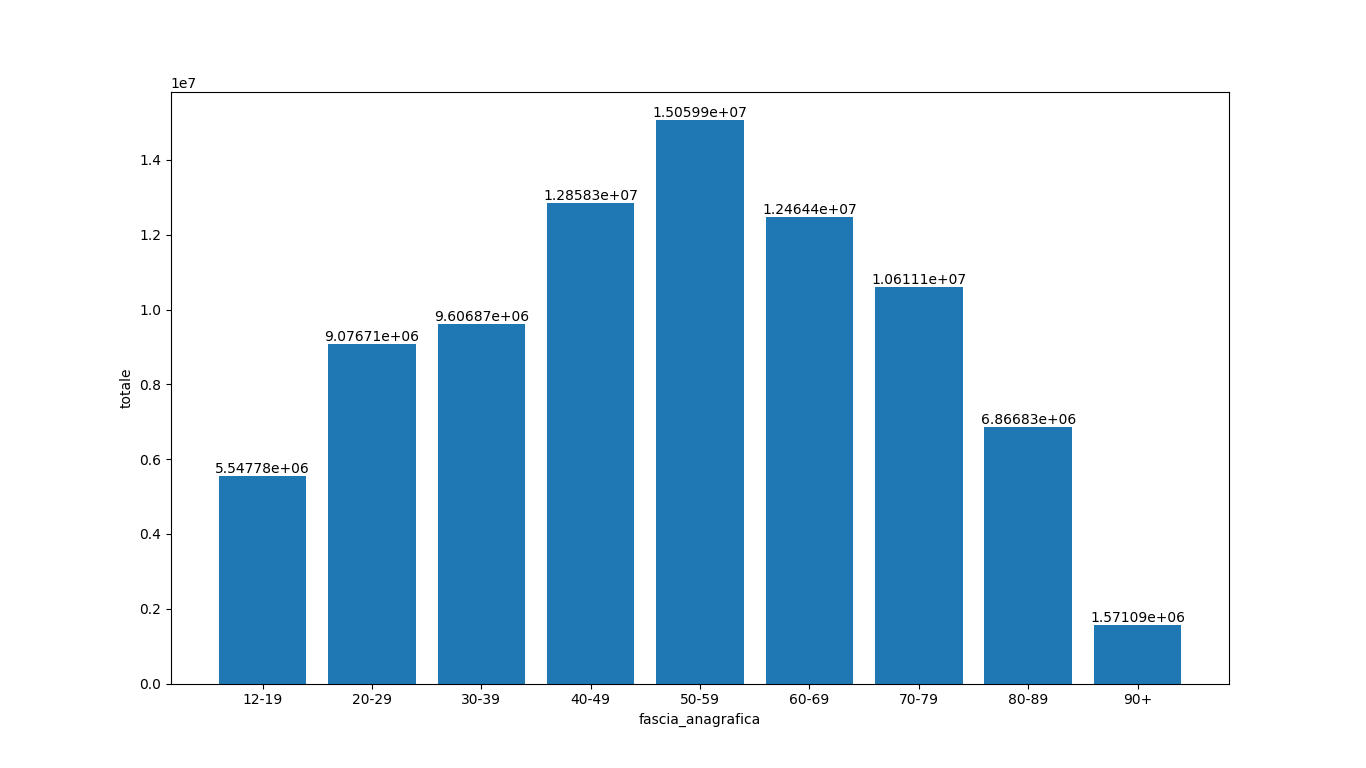 1e7
1.50599e+07
1.4
1.28583e+07
1.24644e+07
1.2
1.06111e+07
1.0
9.60687e+06
9.07671e+06
0.8
totale
6.86683e+06
0.6
5.54778e+06
0.4
0.2
1.57109e+06
0.0
12-19 20-29 30-39 40-49 50-59 60-69 70-79 80-89 90+
fascia_anagrafica